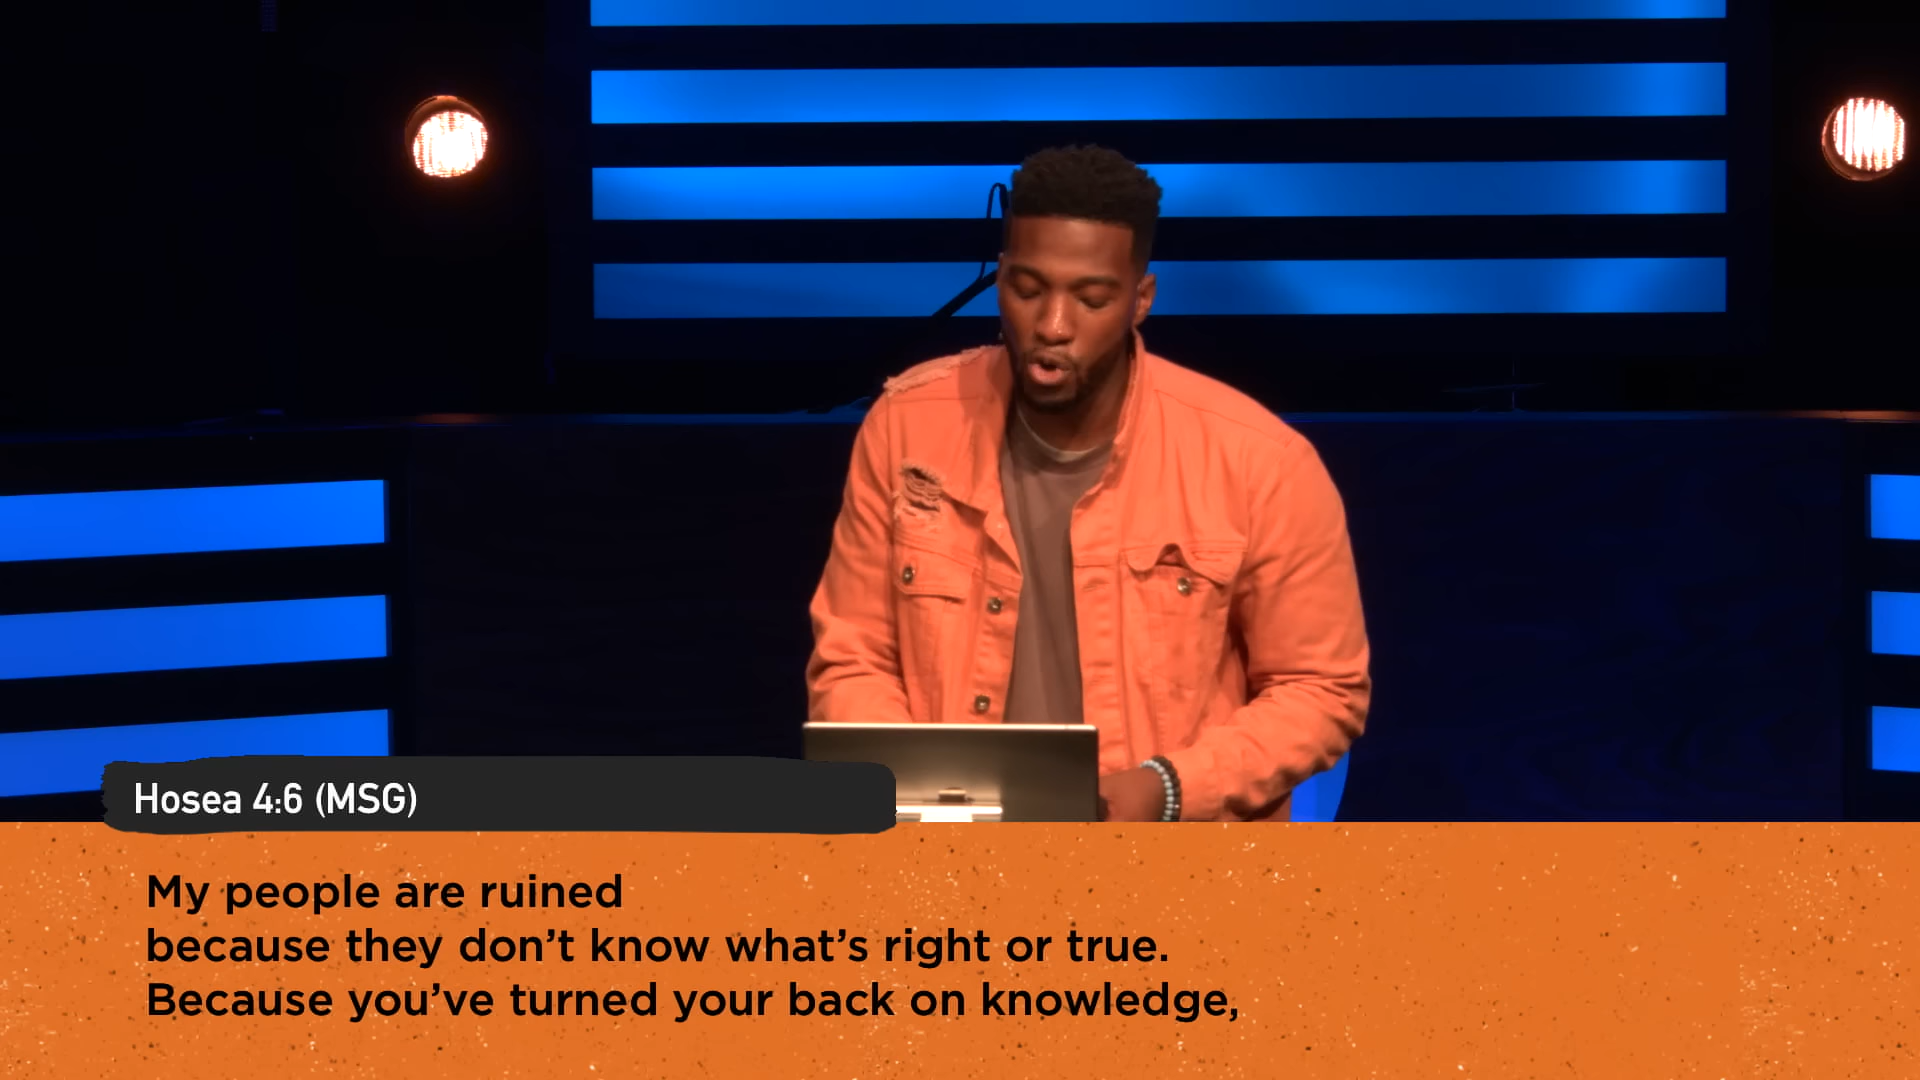 Hosea 4:6 (MSG)
My people are ruined
because they don’t know what’s right or true.
Because you’ve turned your back on knowledge,